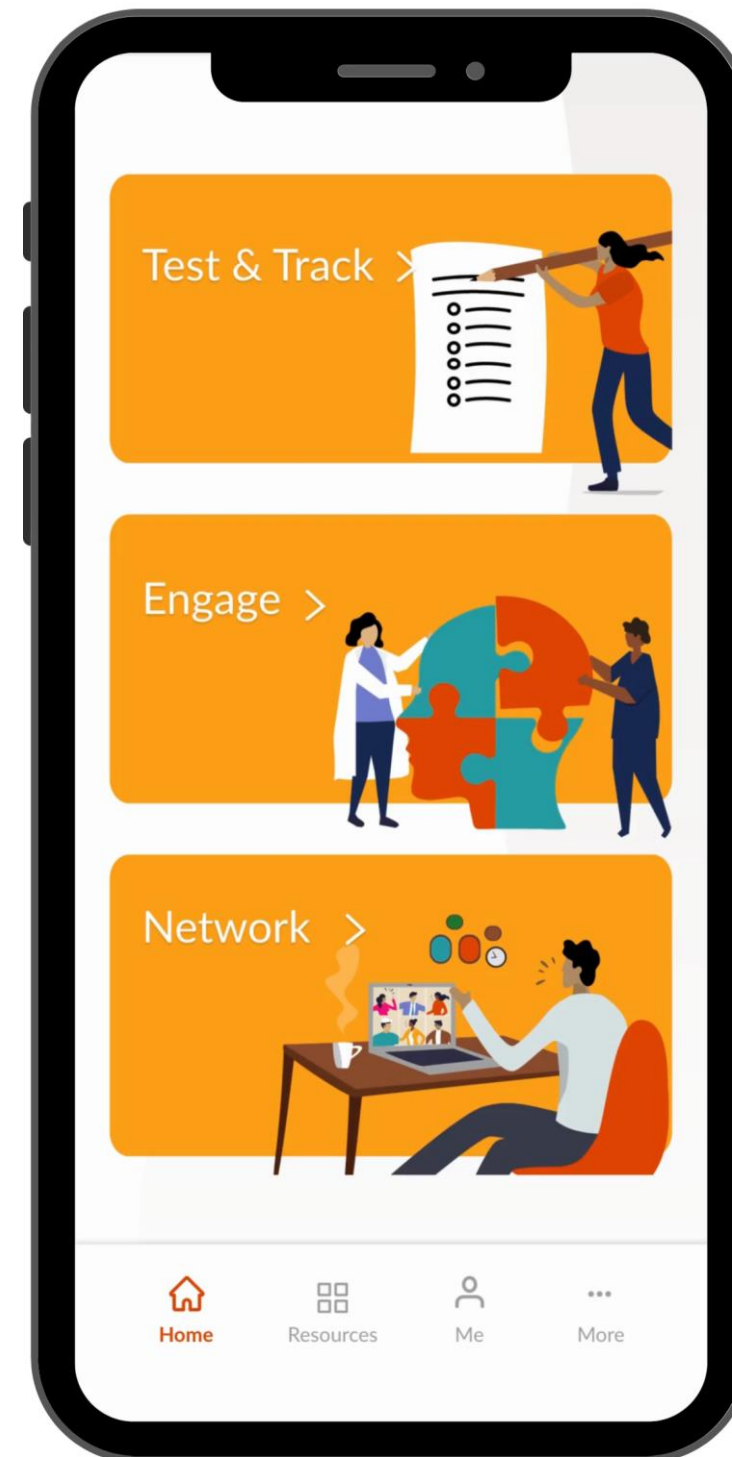 Test & Track >
Engage >
Network >
Home
Resources
Me
More